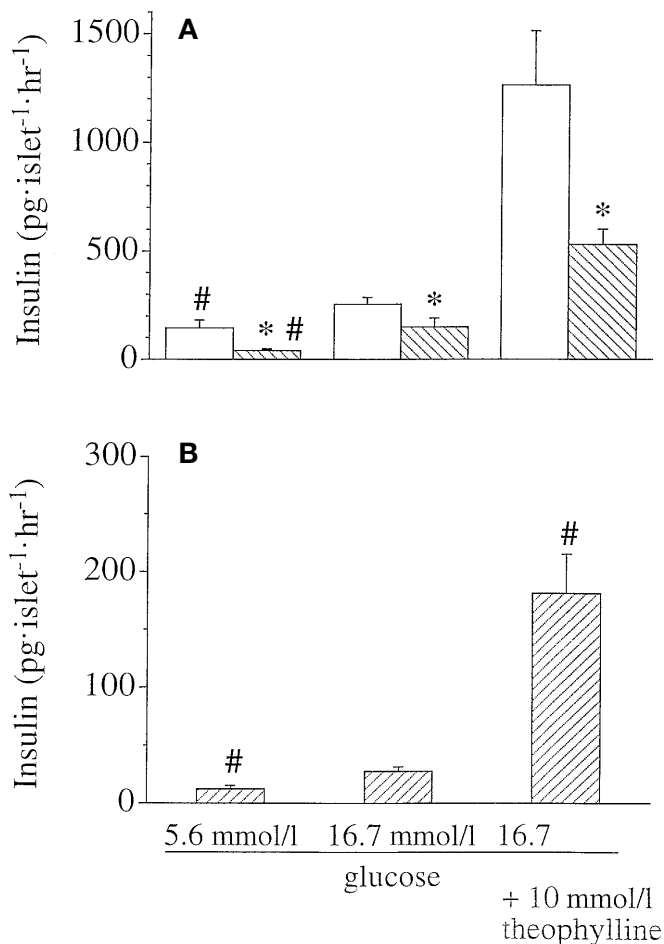 A
Insulin (pg·islet⁻¹·hr⁻¹)
1500
1000
500
0
#
* #
*
*
B
Insulin (pg·islet⁻¹·hr⁻¹)
300
200
100
0
#
#
5.6 mmol/l 16.7 mmol/l 16.7
glucose
+ 10 mmol/l
theophylline